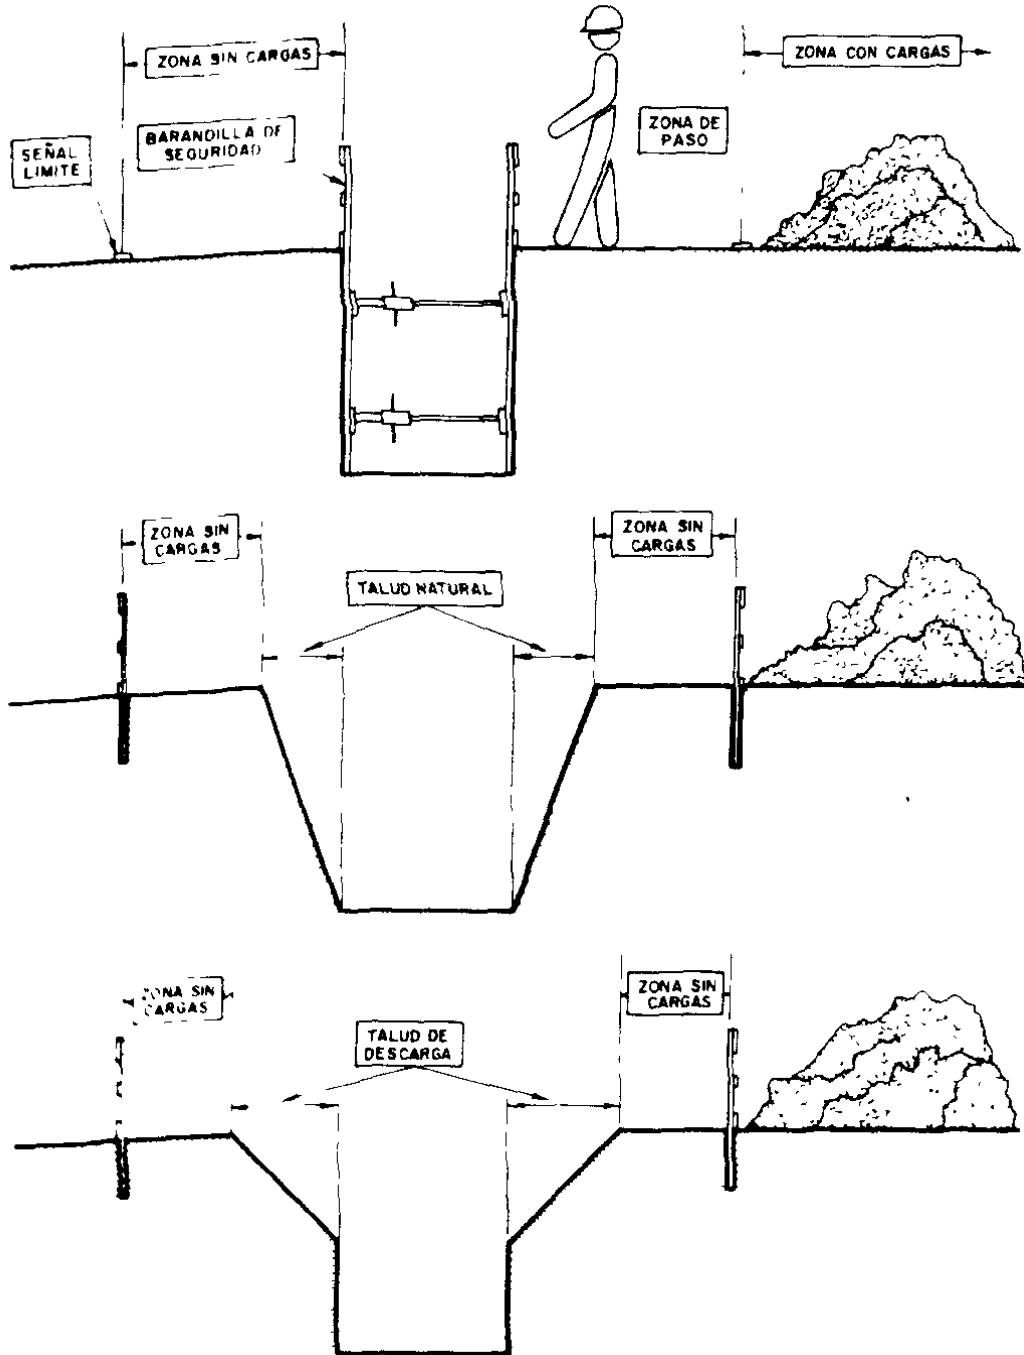 ZONA SIN CARGAS
ZONA CON CARGAS
SEÑAL
LIMITE
BARANDILLA DE
SEGURIDAD
ZONA DE
PASO
ZONA SIN
CARGAS
ZONA SIN
CARGAS
TALUD NATURAL
ZONA SIN
CARGAS
ZONA SIN
CARGAS
TALUD DE
DESCARGA